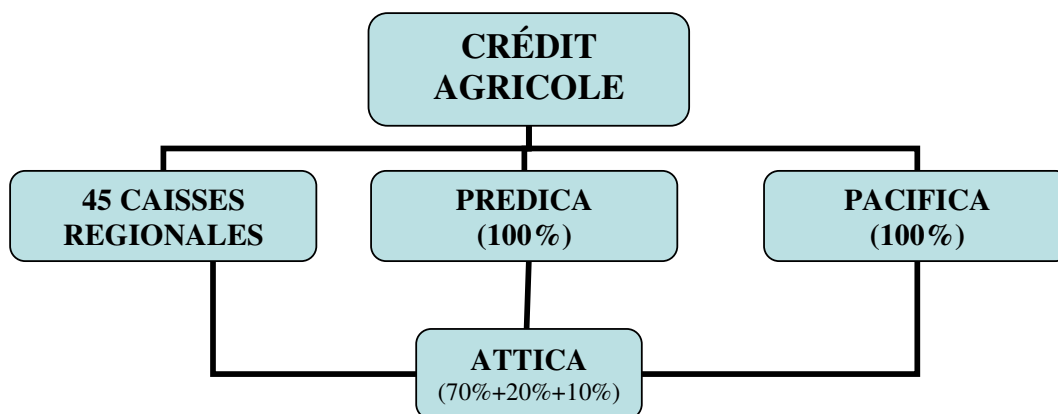 CRÉDIT
AGRICOLE
45 CAISSES
REGIONALES
PREDICA
(100%)
PACIFICA
(100%)
ATTICA
(70%+20%+10%)